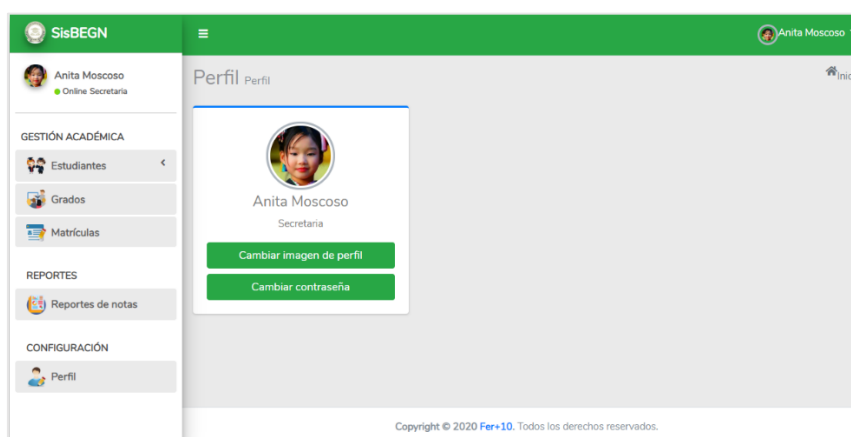 SisBEGN
Anita Moscoso
Anita Moscoso
Online Secretaria
Perfil Perfil
GESTIÓN ACADÉMICA
Estudiantes
Grados
Matrículas
REPORTES
Reportes de notas
CONFIGURACIÓN
Perfil
Anita Moscoso
Secretaria
Cambiar imagen de perfil
Cambiar contraseña
Copyright © 2020 Fer+10. Todos los derechos reservados.